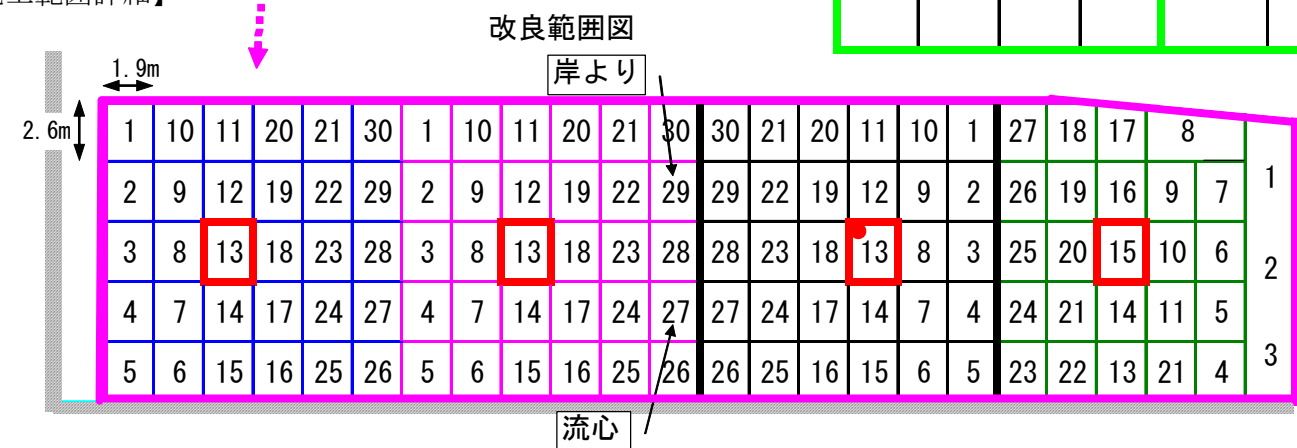 範囲詳細】
改良範囲図
岸より
1.9m
2.6m
1 10 11 20 21 30 1 10 11 20 21 30 30 21 20 11 10 1 27 18 17 8
2 9 12 19 22 29 2 9 12 19 22 29 29 22 19 12 9 2 26 19 16 9 7 1
3 8 13 18 23 28 3 8 13 18 23 28 28 23 18 13 8 3 25 20 15 10 6 2
4 7 14 17 24 27 4 7 14 17 24 27 27 24 17 14 7 4 24 21 14 11 5
5 6 15 16 25 26 5 6 15 16 25 26 26 25 16 15 6 5 23 22 13 21 4 3
流心